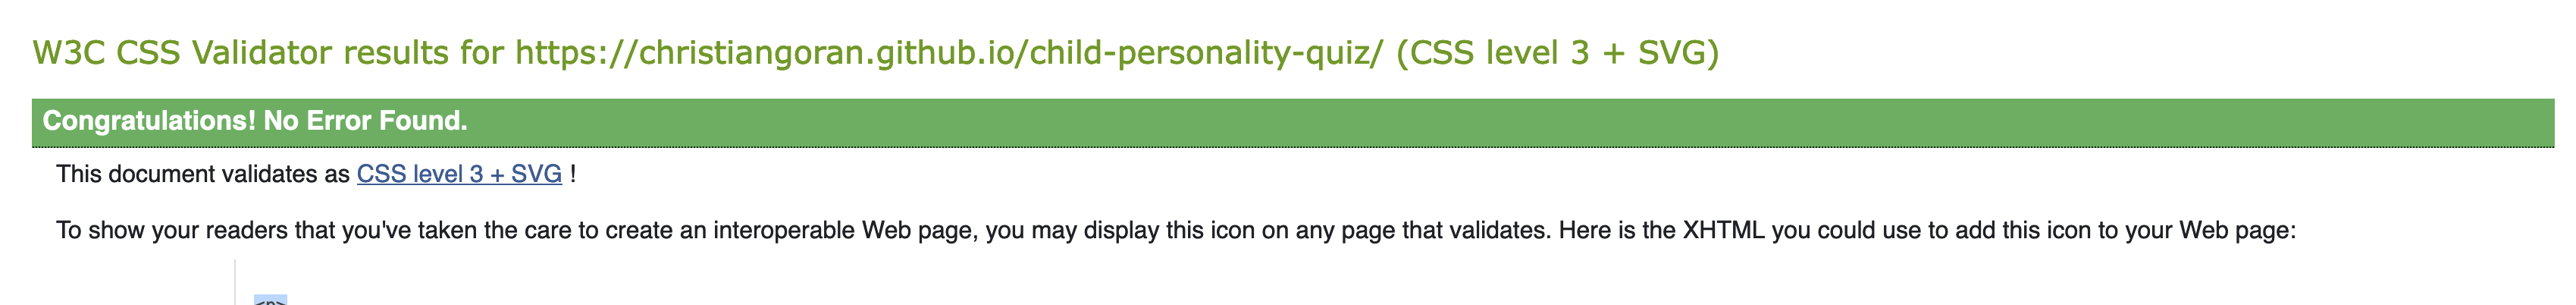 W3C CSS Validator results for https://christiangoran.github.io/child-personality-quiz/ (CSS level 3 + SVG)
Congratulations! No Error Found.
This document validates as CSS level 3 + SVG !
To show your readers that you've taken the care to create an interoperable Web page, you may display this icon on any page that validates. Here is the XHTML you could use to add this icon to your Web page:
<p>